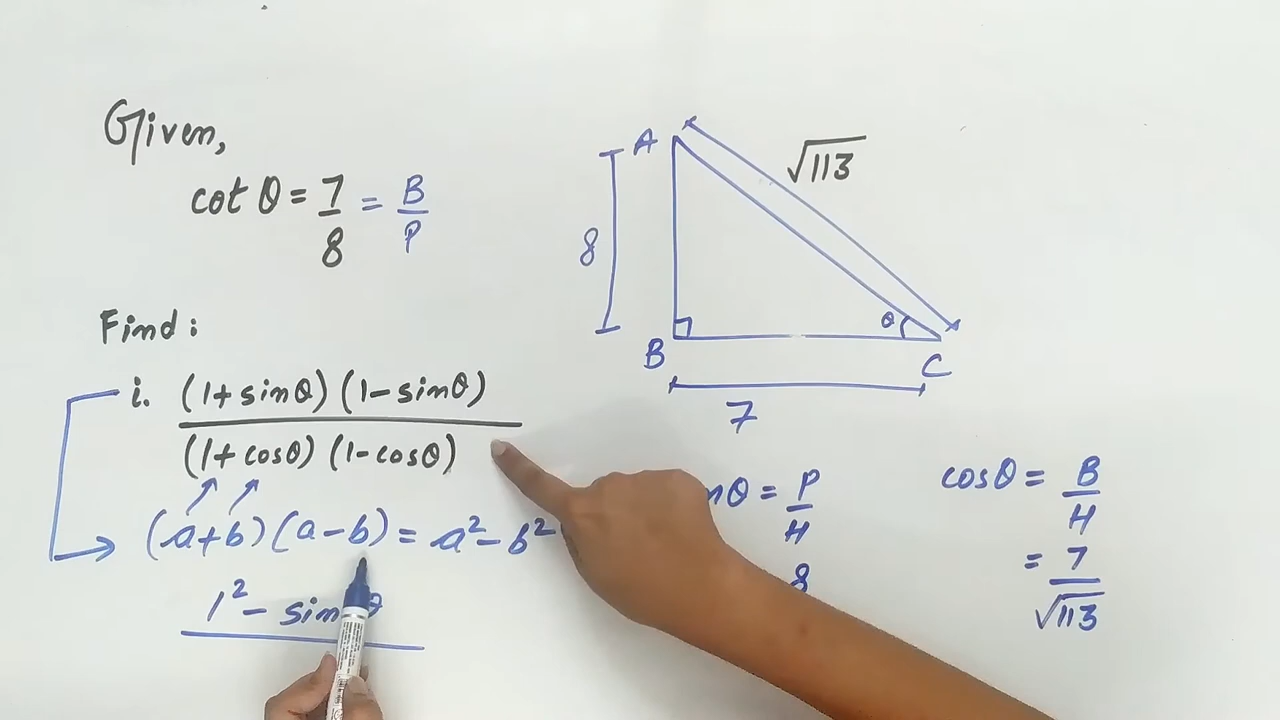 Given,
cot θ = 7/8 = B/P
Find :
i. (1+sinθ) (1-sinθ)
(1+cosθ) (1-cosθ)
(a+b) (a-b) = a² - b²
1² - sin
A
√113
8
B
θ
C
7
θ = P/H
8
cosθ = B/H
= 7/√113